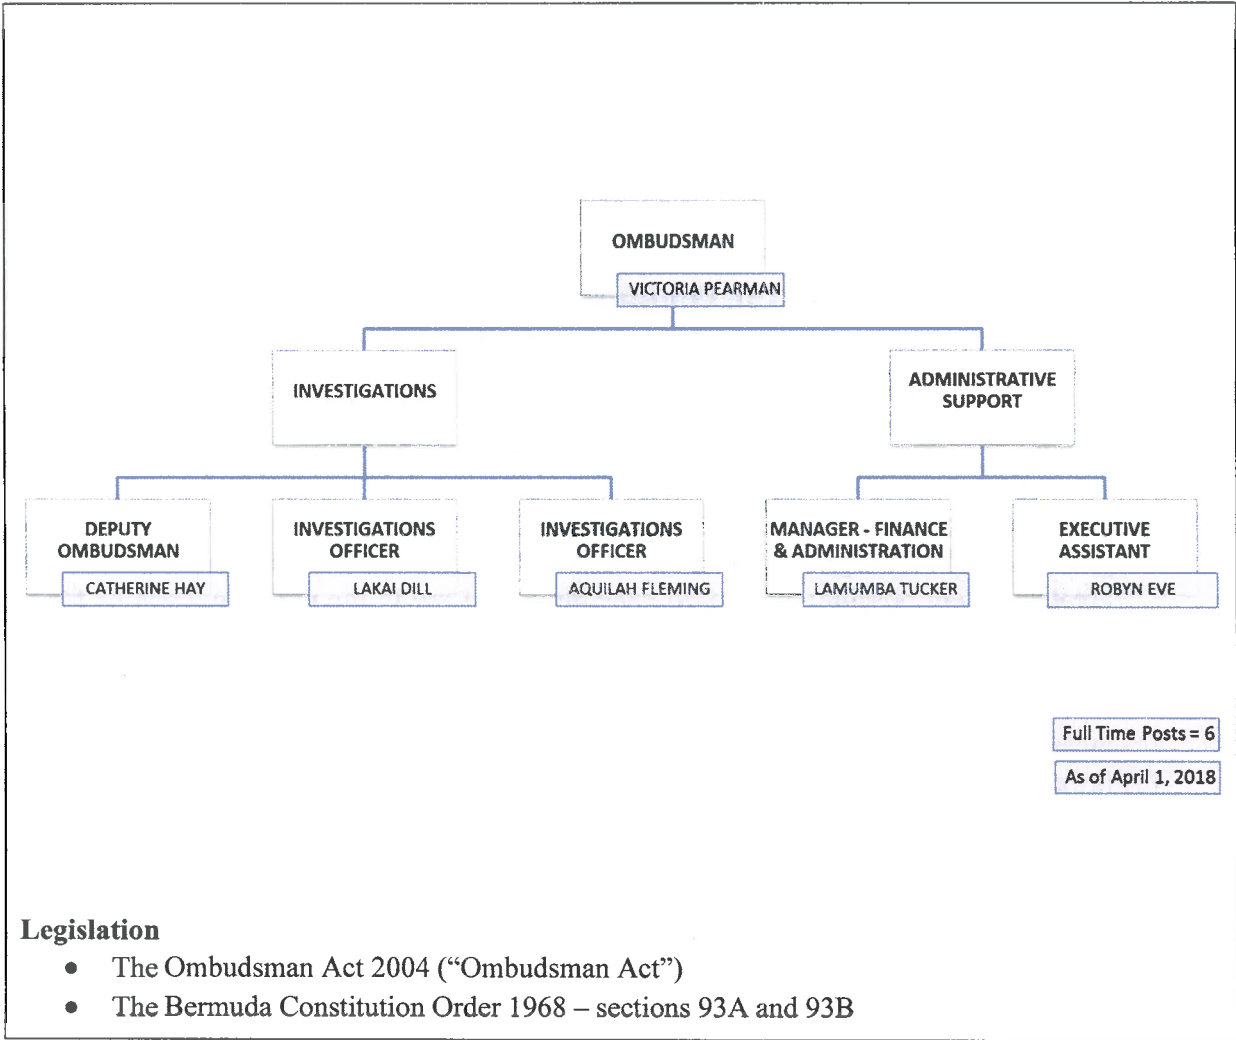 OMBUDSMAN
VICTORIA PEARMAN
INVESTIGATIONS
ADMINISTRATIVE
SUPPORT
DEPUTY
OMBUDSMAN
CATHERINE HAY
INVESTIGATIONS
OFFICER
LAKAI DILL
INVESTIGATIONS
OFFICER
AQUILAH FLEMING
MANAGER - FINANCE
& ADMINISTRATION
LAMUMBA TUCKER
EXECUTIVE
ASSISTANT
ROBYN EVE
Full Time Posts = 6
As of April 1, 2018
Legislation
● The Ombudsman Act 2004 (“Ombudsman Act”)
● The Bermuda Constitution Order 1968 – sections 93A and 93B